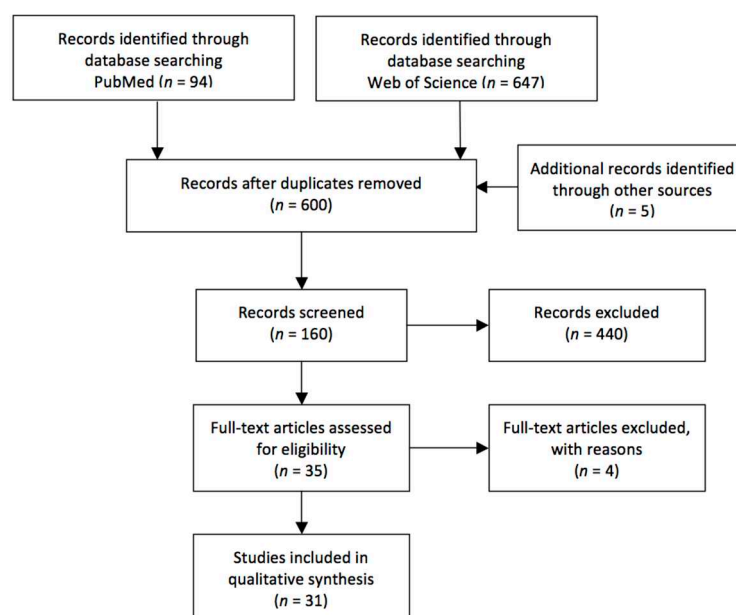 Records identified through
database searching
PubMed (n = 94)
Records identified through
database searching
Web of Science (n = 647)
Records after duplicates removed
(n = 600)
Additional records identified
through other sources
(n = 5)
Records screened
(n = 160)
Records excluded
(n = 440)
Full-text articles assessed
for eligibility
(n = 35)
Full-text articles excluded,
with reasons
(n = 4)
Studies included in
qualitative synthesis
(n = 31)